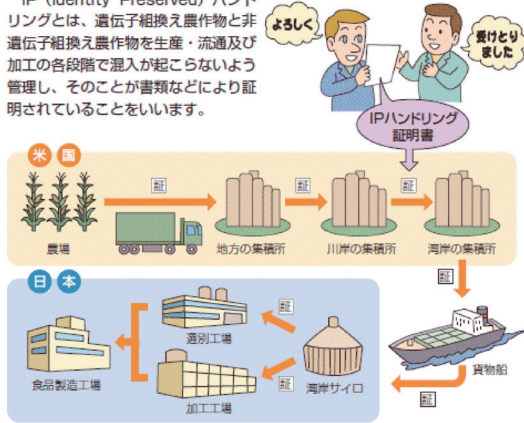 IP（Identity Preserved）ハンド
リングとは、遺伝子組換え農作物と非
遺伝子組換え農作物を生産・流通及び
加工の各段階で混入が起こらないよう
管理し、そのことが書類などにより証
明されていることをいいます。
よろしく
受けとり
ました
IPハンドリング
証明書
米国
証
証
証
農場
地方の集積所
川岸の集積所
湾岸の集積所
証
日本
選別工場
証
食品製造工場
加工工場
証
湾岸サイロ
証
貨物船